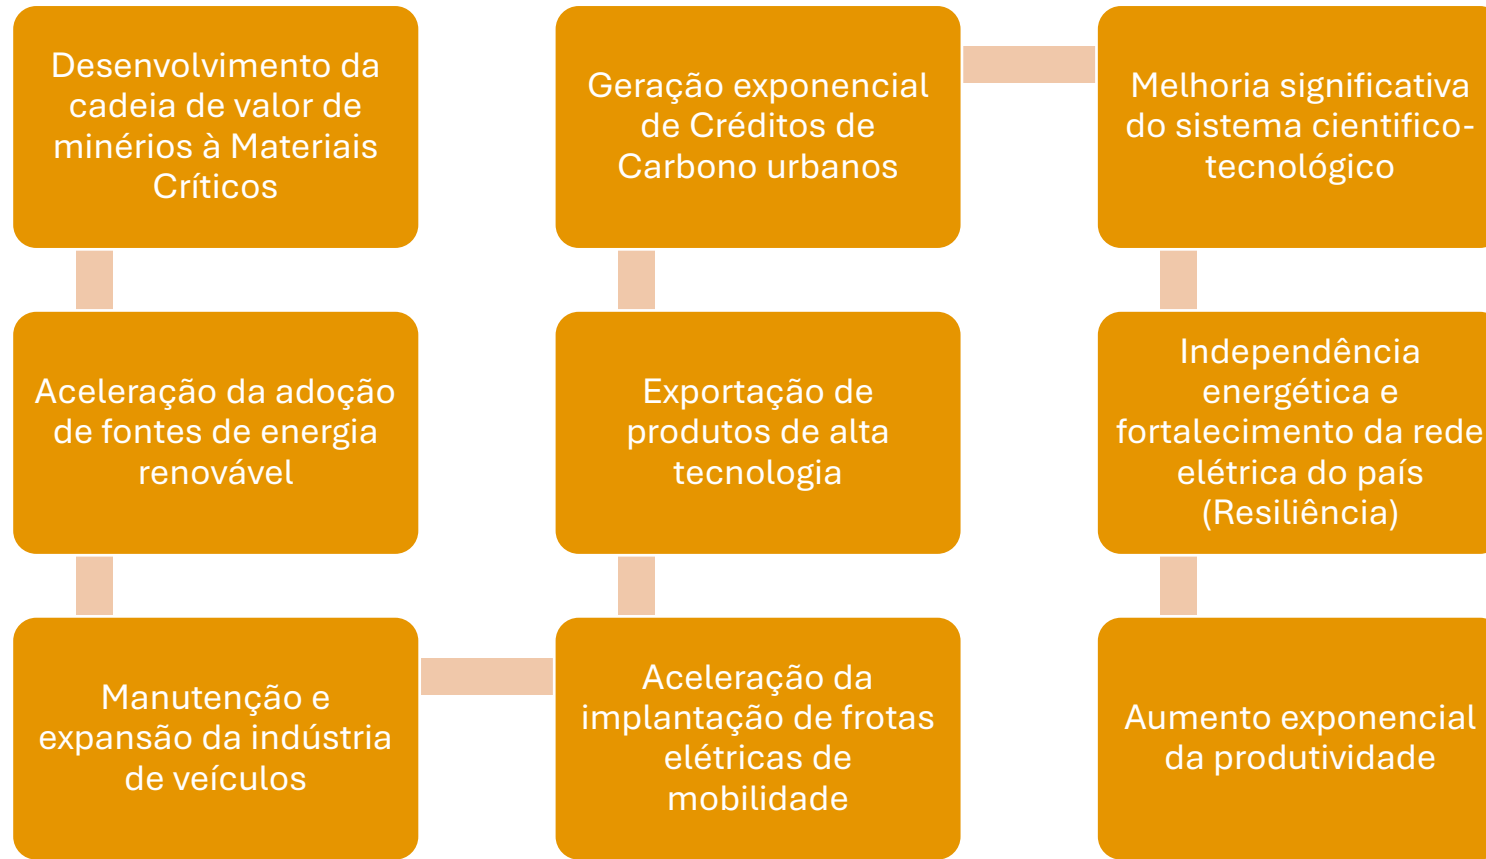 Desenvolvimento da
cadeia de valor de
minérios à Materiais
Críticos
Aceleração da adoção
de fontes de energia
renovável
Manutenção e
expansão da indústria
de veículos
Aceleração da
implantação de frotas
elétricas de
mobilidade
Exportação de
produtos de alta
tecnologia
Geração exponencial
de Créditos de
Carbono urbanos
Melhoria significativa
do sistema cientifico-
tecnológico
Independência
energética e
fortalecimento da rede
elétrica do país
(Resiliência)
Aumento exponencial
da produtividade